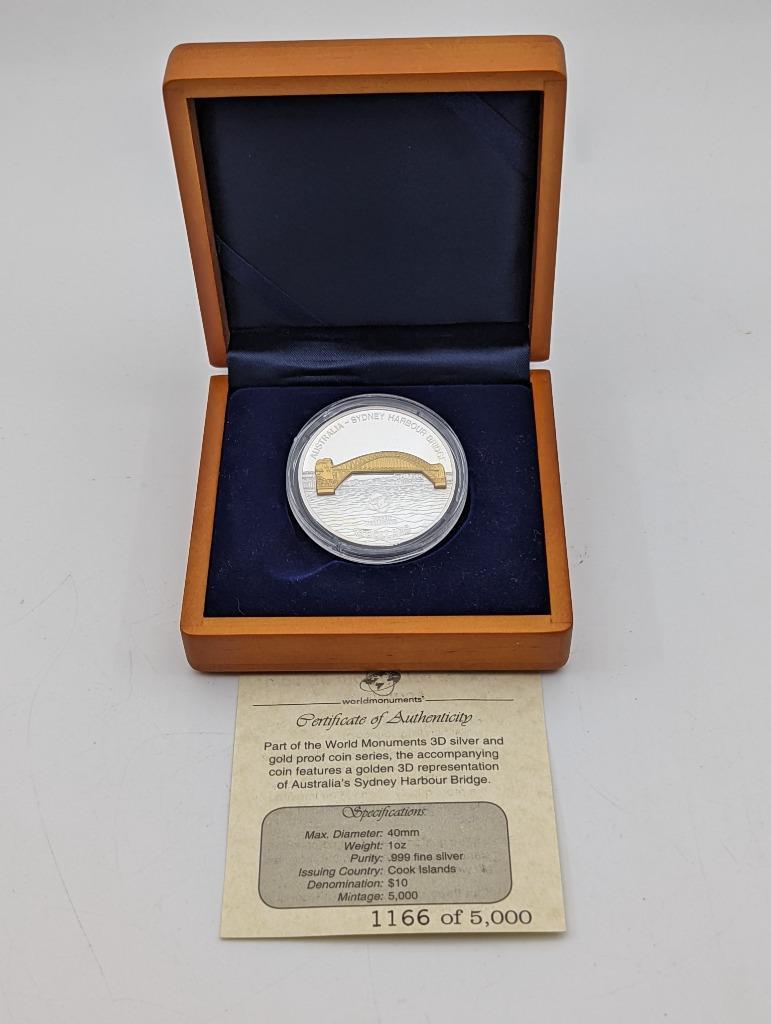 AUSTRALIA - SYDNEY HARBOUR BRIDGE
worldmonuments
Certificate of Authenticity
Part of the World Monuments 3D silver and
gold proof coin series, the accompanying
coin features a golden 3D representation
of Australia's Sydney Harbour Bridge.
Specifications
Max. Diameter: 40mm
Weight: 1oz
Purity: .999 fine silver
Issuing Country: Cook Islands
Denomination: $10
Mintage: 5,000
1166 of 5,000